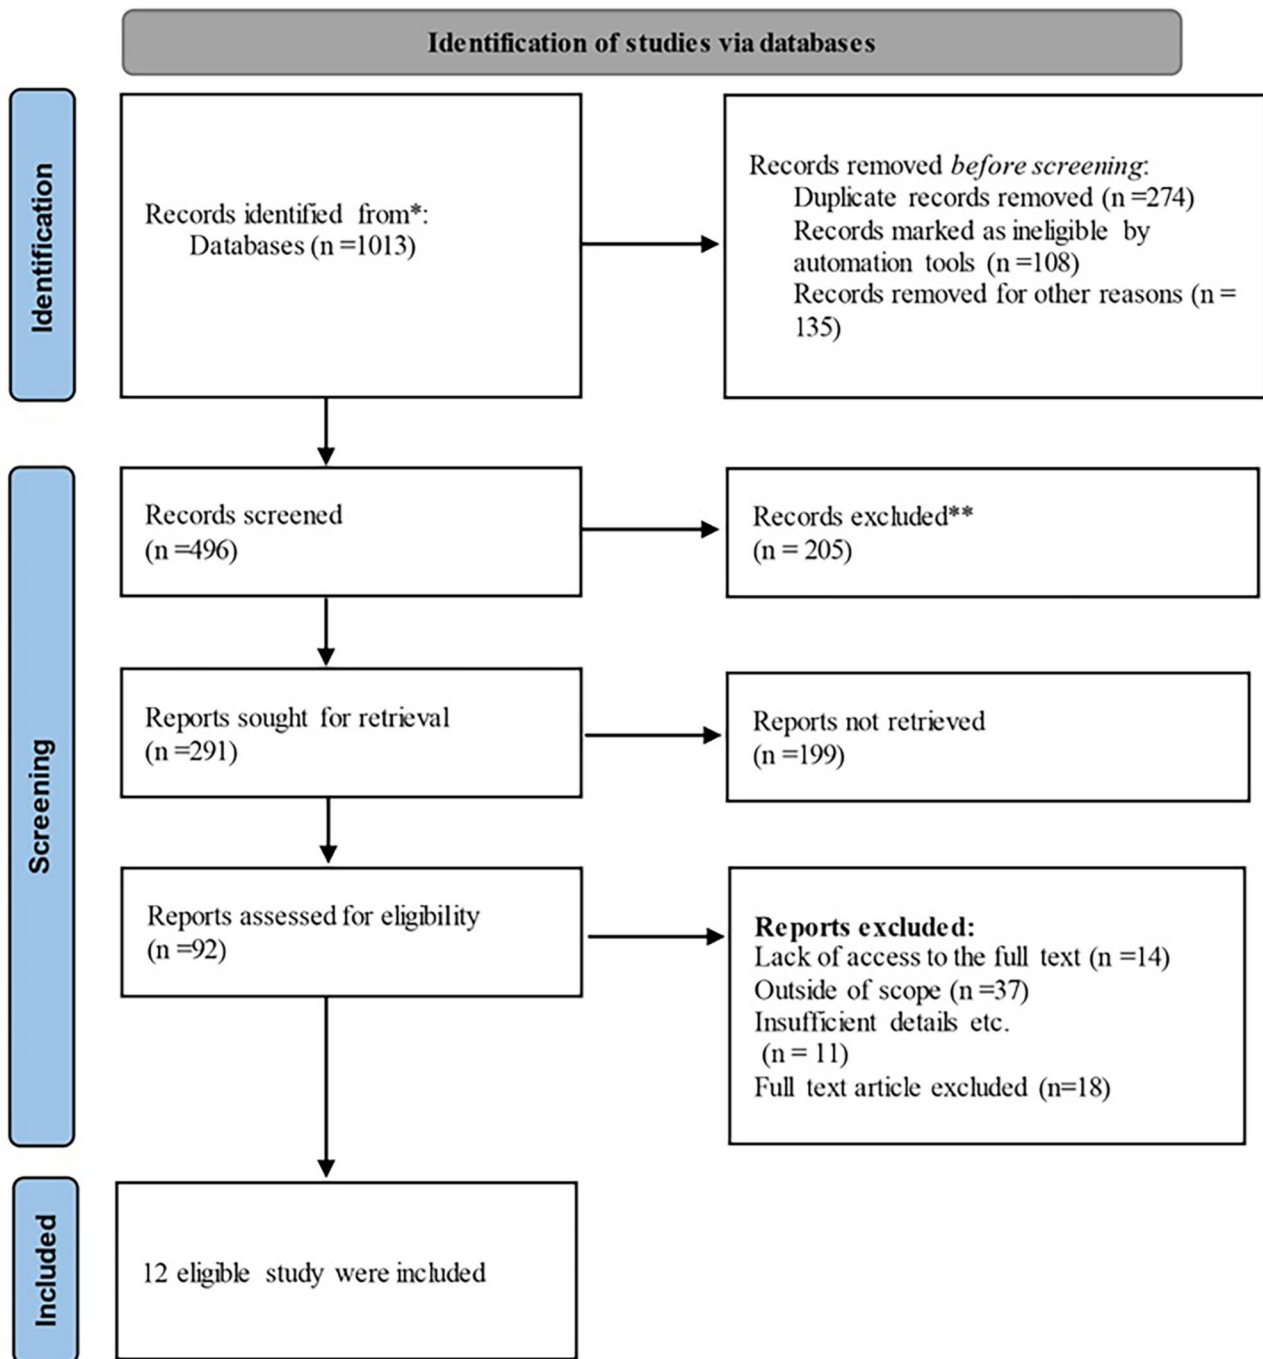 Identification of studies via databases
Identification
Records identified from*:
Databases (n =1013)
Records removed before screening:
Duplicate records removed (n =274)
Records marked as ineligible by
automation tools (n =108)
Records removed for other reasons (n =
135)
Screening
Records screened
(n =496)
Records excluded**
(n = 205)
Reports sought for retrieval
(n =291)
Reports not retrieved
(n =199)
Reports assessed for eligibility
(n =92)
Reports excluded:
Lack of access to the full text (n =14)
Outside of scope (n =37)
Insufficient details etc.
(n = 11)
Full text article excluded (n=18)
Included
12 eligible study were included